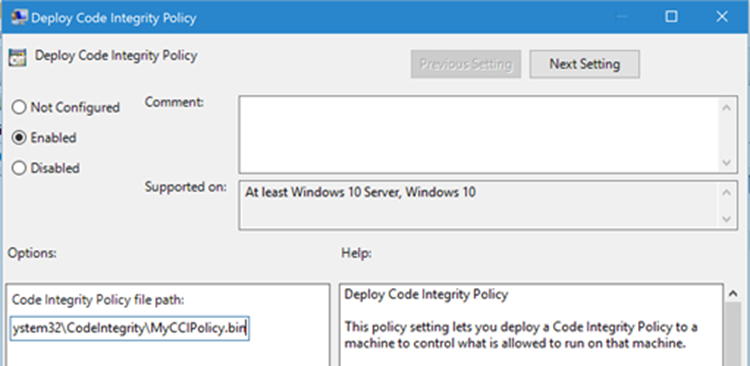 Deploy Code Integrity Policy
Deploy Code Integrity Policy
Previous Setting
Next Setting
Not Configured
Comment:
Enabled
Disabled
Supported on:
At least Windows 10 Server, Windows 10
Options:
Help:
Code Integrity Policy file path:
ystem32\CodeIntegrity\MyCCIPolicy.bin
Deploy Code Integrity Policy
This policy setting lets you deploy a Code Integrity Policy to a
machine to control what is allowed to run on that machine.